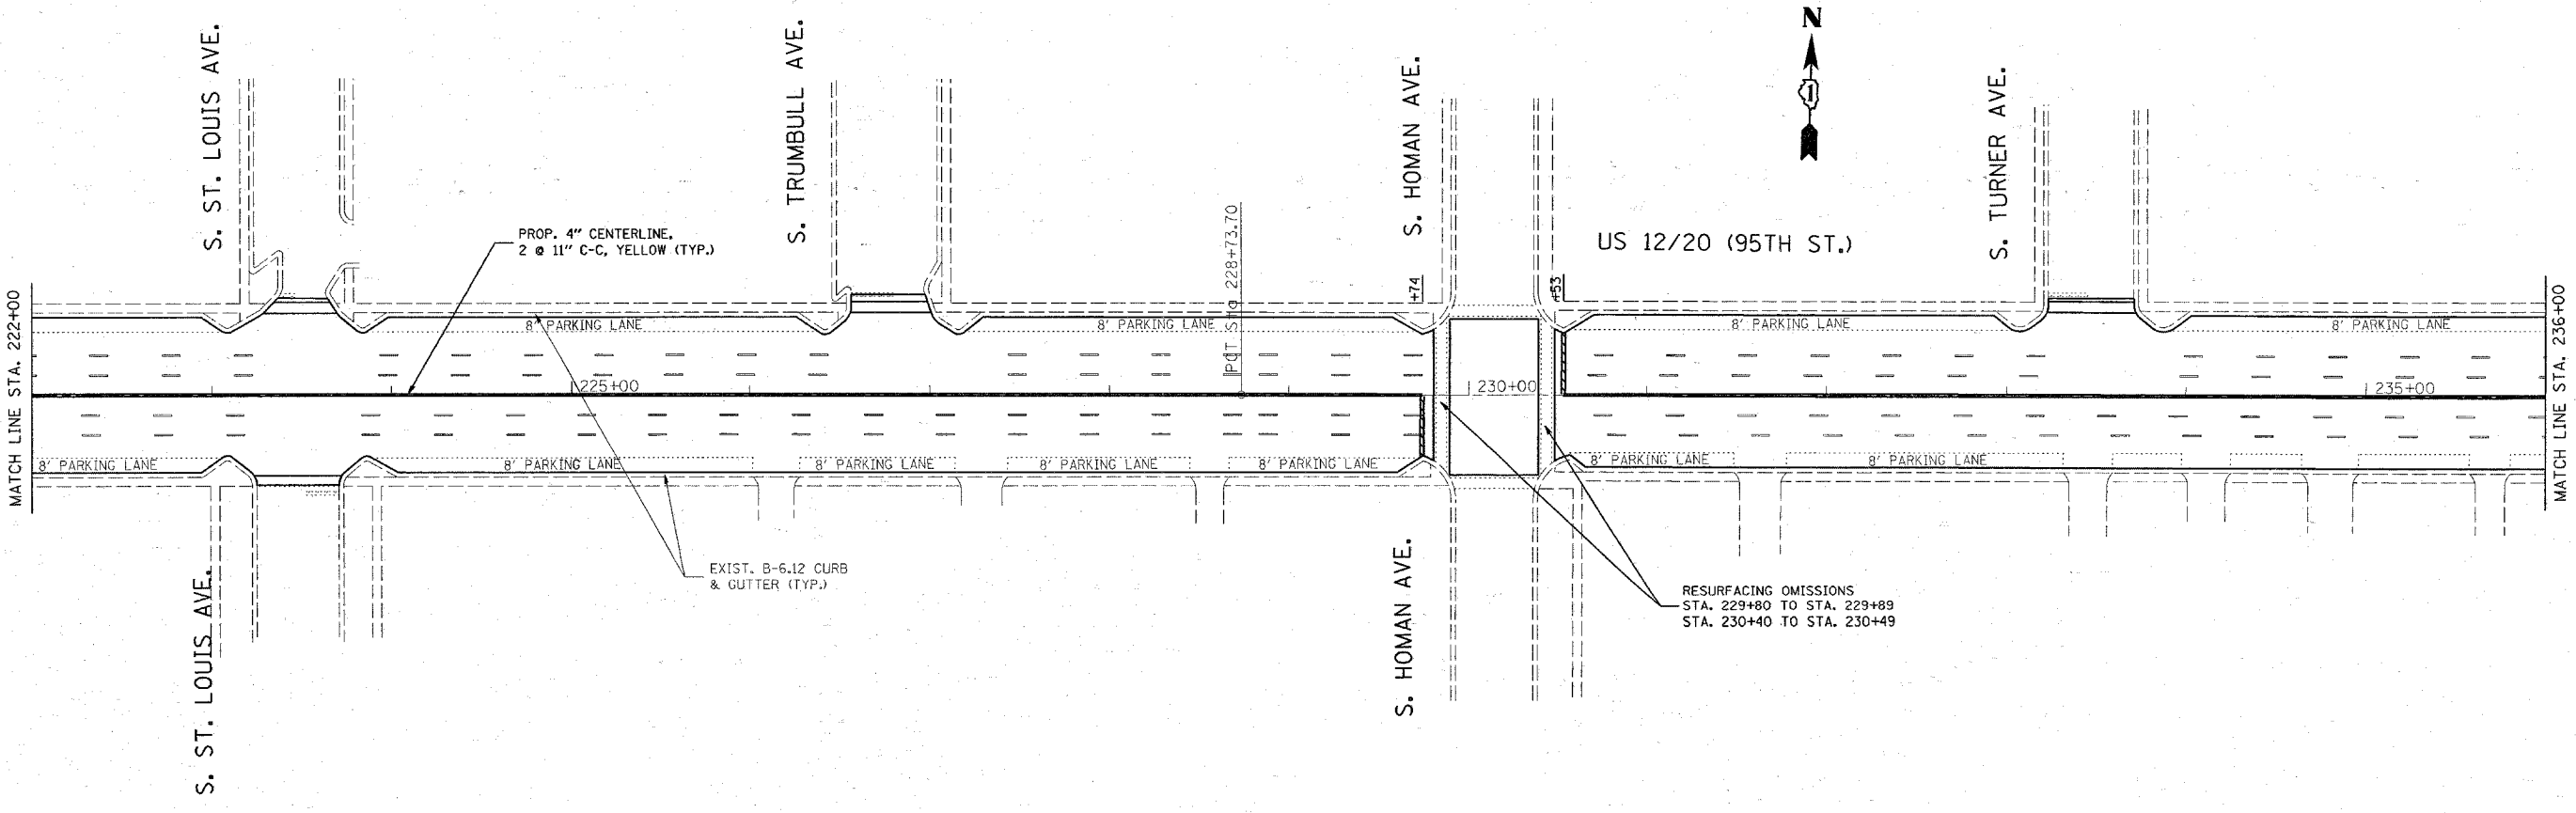 N
1
S. ST. LOUIS AVE.
S. TRUMBULL AVE.
S. HOMAN AVE.
S. TURNER AVE.
US 12/20 (95TH ST.)
PROP. 4" CENTERLINE,
2 @ 11" C-C, YELLOW (TYP.)
POT Sta 228+73.70
+74
+53
MATCH LINE STA. 222+00
MATCH LINE STA. 236+00
8' PARKING LANE
8' PARKING LANE
8' PARKING LANE
8' PARKING LANE
225+00
230+00
235+00
8' PARKING LANE
8' PARKING LANE
8' PARKING LANE
8' PARKING LANE
8' PARKING LANE
8' PARKING LANE
8' PARKING LANE
EXIST. B-6.12 CURB
& GUTTER (TYP.)
RESURFACING OMISSIONS
STA. 229+80 TO STA. 229+89
STA. 230+40 TO STA. 230+49
S. ST. LOUIS AVE.
S. HOMAN AVE.